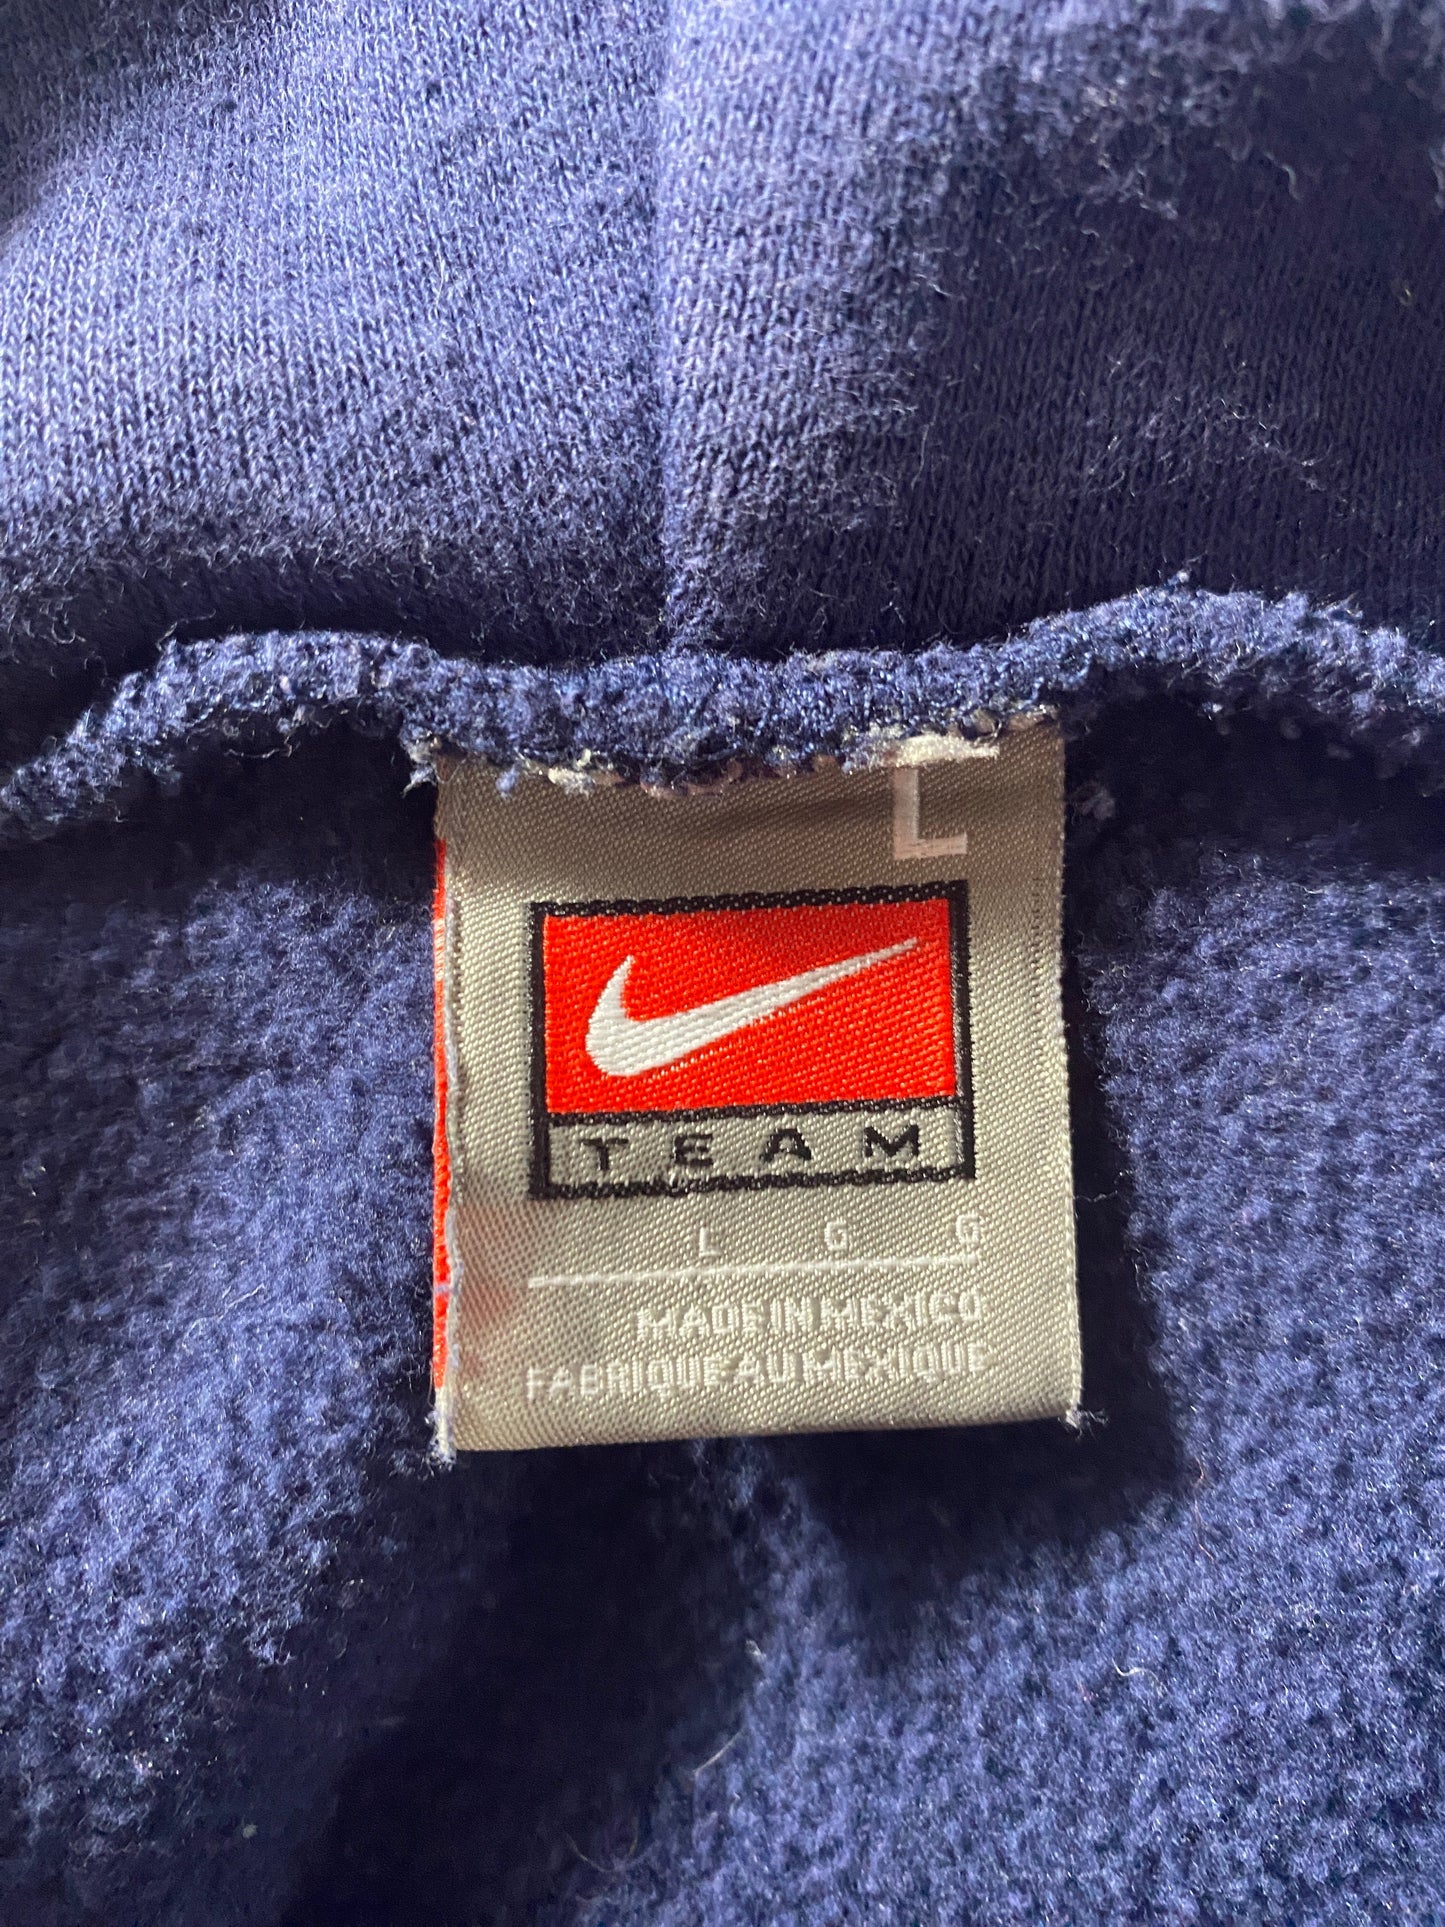 L
TEAM
L G G
MADE IN MEXICO
FABRIQUE AU MEXIQUE